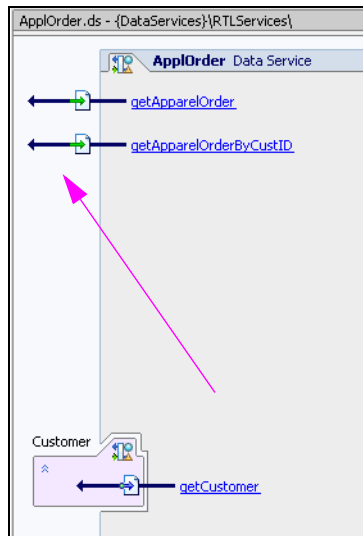 ApplOrder.ds - {DataServices}\RTLServices\
ApplOrder Data Service
getApparelOrder
getApparelOrderByCustID
Customer
getCustomer